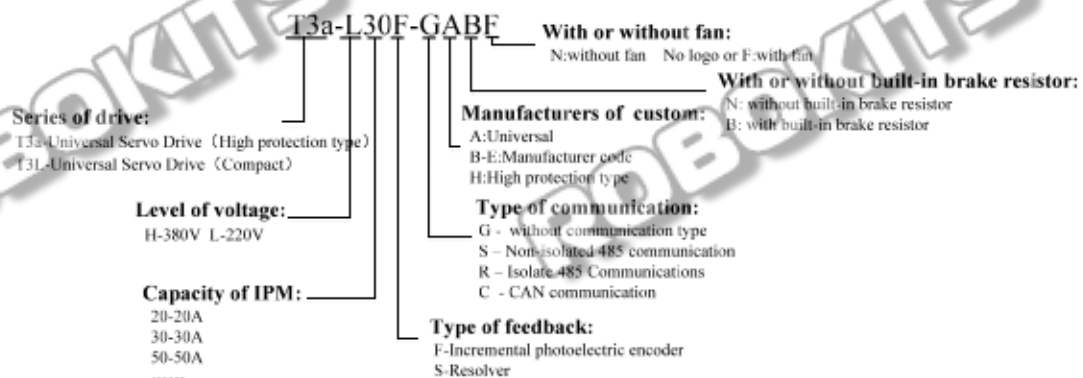 T3a-L30F-GABF
With or without fan:
N:without fan No logo or F:with fan
With or without built-in brake resistor:
N: without built-in brake resistor
B: with built-in brake resistor
Series of drive:
T3a-Universal Servo Drive (High protection type)
T3L-Universal Servo Drive (Compact)
Manufacturers of custom:
A:Universal
B-E:Manufacturer code
H:High protection type
Level of voltage:
H-380V L-220V
Type of communication:
G - without communication type
S – Non-isolated 485 communication
R – Isolate 485 Communications
C - CAN communication
Capacity of IPM:
20-20A
30-30A
50-50A
Type of feedback:
F-Incremental photoelectric encoder
S-Resolver
ROBOKITS